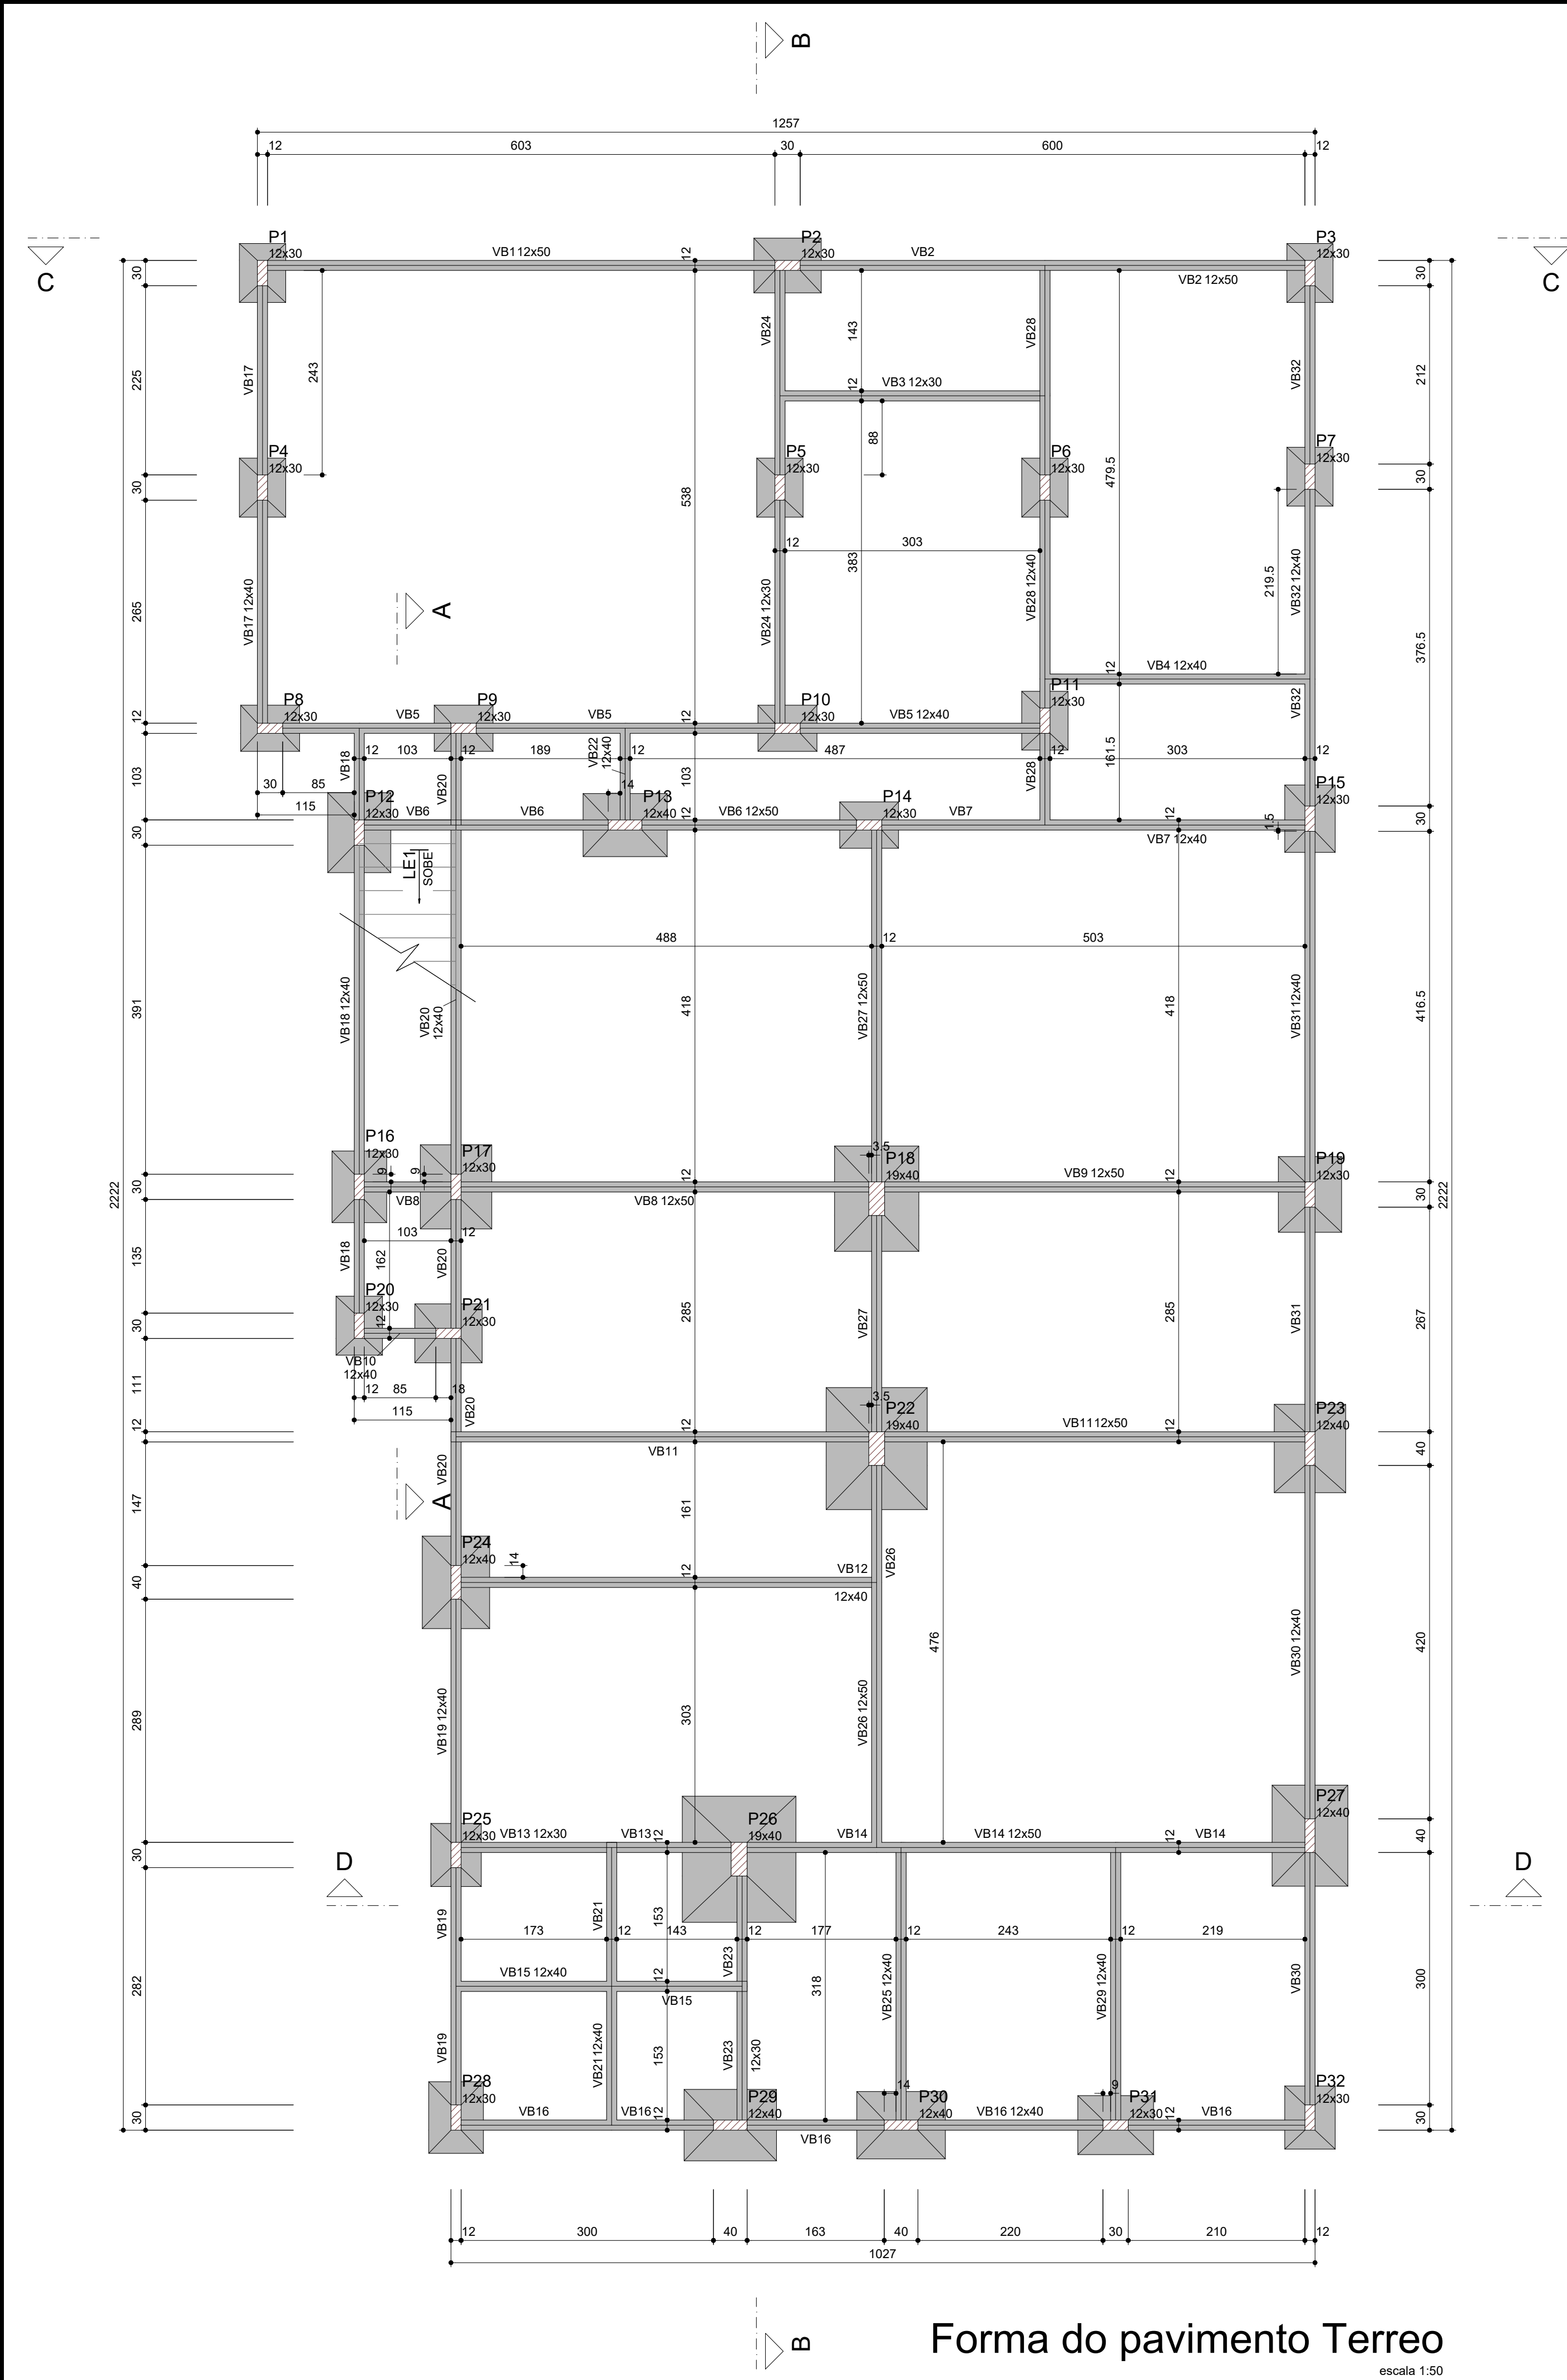 B
1257
12 603 30 600 12
C
C
P1
12x30
VB1 12x50
12
P2
12x30
VB2
P3
12x30
VB2 12x50
30
30
VB17
243
225
VB24
143
VB28
VB32
212
12
VB3 12x30
88
P4
12x30
P5
12x30
P6
12x30
P7
12x30
30
30
538
479.5
12 303
383
219.5
VB17 12x40
VB24 12x30
VB28 12x40
VB32 12x40
265
376.5
A
12
VB4 12x40
P8
12x30
P9
12x30
P10
12x30
P11
12x30
VB32
12
VB5
VB5
12
VB5 12x40
VB18
12 103 12 189
VB22
12x40
12 487 12 303 12
161.5
VB20
VB28
103
103
30 85
14
115
P12
12x30
VB6
VB6
P13
12x40
VB6 12x50
12
P14
12x30
VB7
12
P15
12x30
1.5
VB7 12x40
30
30
LE1
SOBE
488 12 503
391
VB18 12x40
VB20
12x40
418
VB27 12x50
418
VB31 12x40
416.5
P16
12x30
9
9
P17
12x30
12
3.5
P18
19x40
VB9 12x50
12
P19
12x30
30
30
VB8
VB8 12x50
2222
2222
103 12
135
VB18
162
VB20
285
VB27
285
VB31
267
P20
12x30
12
P21
12x30
30
VB10
12x40
12 85 18
115
111
VB20
3.5
P22
19x40
P23
12x40
12
12
VB11 12x50
12
40
VB11
VB20
A
147
161
476
P24
12x40
14
12
VB12
12x40
VB26
40
289
VB19 12x40
303
VB26 12x50
VB30 12x40
420
P25
12x30
VB13 12x30
VB13
12
P26
19x40
VB14
VB14 12x50
12
VB14
P27
12x40
30
40
D
D
VB19
VB21
153
173 12 143 12 177 12 243 12 219
VB23
VB15 12x40
12
VB15
318
VB25 12x40
VB29 12x40
VB30
282
300
VB19
VB21 12x40
153
VB23
12x30
P28
12x30
VB16
VB16
12
P29
12x40
14
P30
12x40
VB16 12x40
9
P31
12x30
12
VB16
P32
12x30
VB16
30
30
12 300 40 163 40 220 30 210 12
1027
B
Forma do pavimento Terreo
escala 1:50